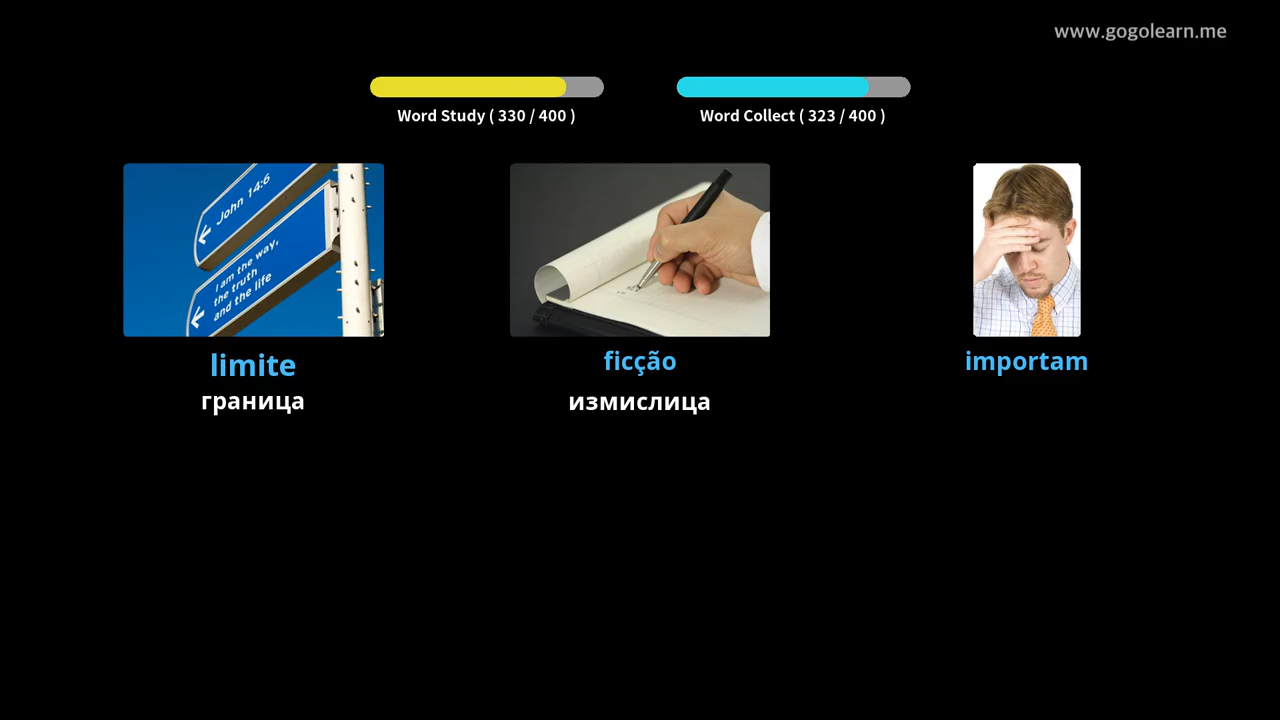 www.gogolearn.me
Word Study ( 330 / 400 )
Word Collect ( 323 / 400 )
John 14:6
I am the way,
the truth
and the life
limite
ficção
importam
граница
измислица